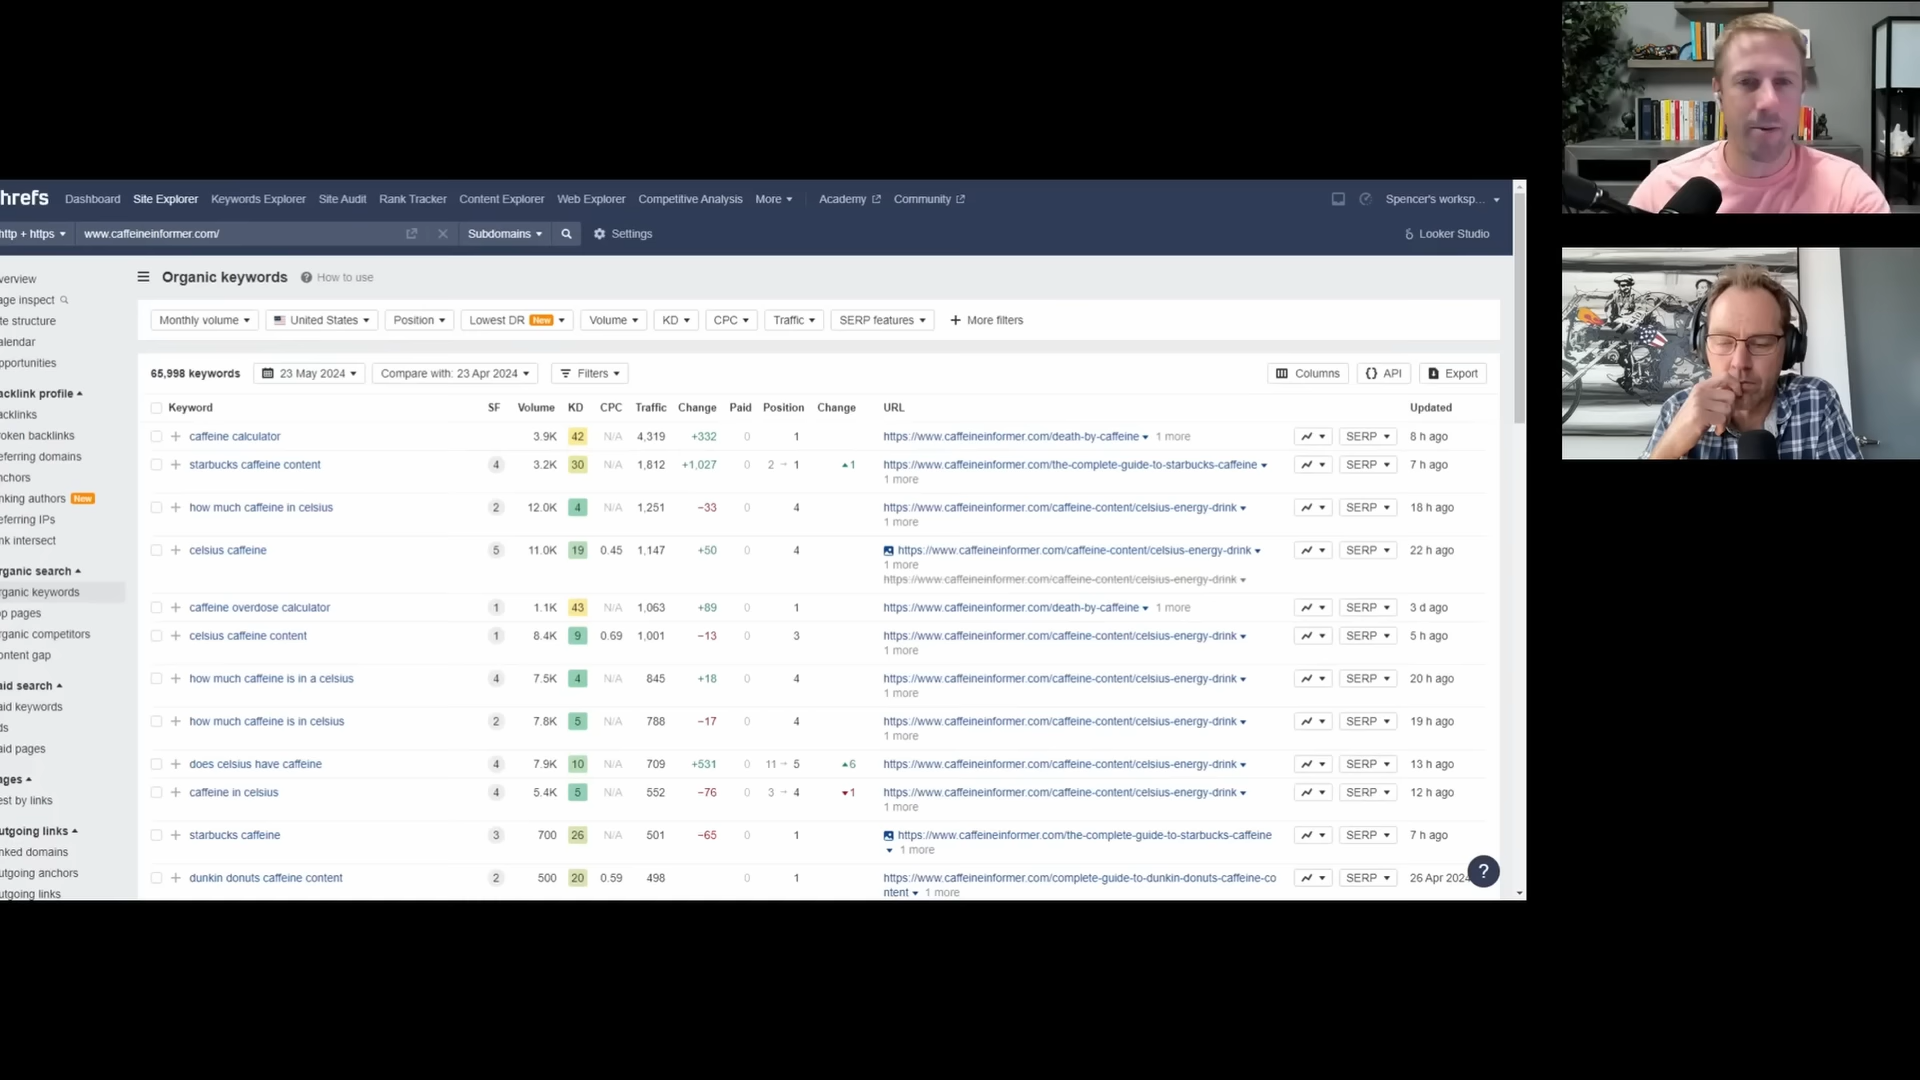 hrefs Dashboard Site Explorer Keywords Explorer Site Audit Rank Tracker Content Explorer Web Explorer Competitive Analysis More Academy Community Spencer's worksp...
http + https www.caffeineinformer.com/ Subdomains Settings Looker Studio
verview
age inspect
te structure
alendar
pportunities
acklink profile
acklinks
roken backlinks
eferring domains
nchors
nking authors New
eferring IPs
nk intersect
rganic search
rganic keywords
op pages
rganic competitors
ontent gap
aid search
aid keywords
ds
aid pages
ages
est by links
utgoing links
nked domains
utgoing anchors
utgoing links
Organic keywords ? How to use
Monthly volume United States Position Lowest DR New Volume KD CPC Traffic SERP features + More filters
65,998 keywords 23 May 2024 Compare with: 23 Apr 2024 Filters Columns {} API Export
Keyword SF Volume KD CPC Traffic Change Paid Position Change URL Updated
+ caffeine calculator 3.9K 42 N/A 4,319 +332 0 1 https://www.caffeineinformer.com/death-by-caffeine 1 more SERP 8 h ago
+ starbucks caffeine content 4 3.2K 30 N/A 1,812 +1,027 0 2 → 1 ▲1 https://www.caffeineinformer.com/the-complete-guide-to-starbucks-caffeine SERP 7 h ago
1 more
+ how much caffeine in celsius 2 12.0K 4 N/A 1,251 −33 0 4 https://www.caffeineinformer.com/caffeine-content/celsius-energy-drink SERP 18 h ago
1 more
+ celsius caffeine 5 11.0K 19 0.45 1,147 +50 0 4 https://www.caffeineinformer.com/caffeine-content/celsius-energy-drink SERP 22 h ago
1 more
https://www.caffeineinformer.com/caffeine-content/celsius-energy-drink
+ caffeine overdose calculator 1 1.1K 43 N/A 1,063 +89 0 1 https://www.caffeineinformer.com/death-by-caffeine 1 more SERP 3 d ago
+ celsius caffeine content 1 8.4K 9 0.69 1,001 −13 0 3 https://www.caffeineinformer.com/caffeine-content/celsius-energy-drink SERP 5 h ago
1 more
+ how much caffeine is in a celsius 4 7.5K 4 N/A 845 +18 0 4 https://www.caffeineinformer.com/caffeine-content/celsius-energy-drink SERP 20 h ago
1 more
+ how much caffeine is in celsius 2 7.8K 5 N/A 788 −17 0 4 https://www.caffeineinformer.com/caffeine-content/celsius-energy-drink SERP 19 h ago
1 more
+ does celsius have caffeine 4 7.9K 10 N/A 709 +531 0 11 → 5 ▲6 https://www.caffeineinformer.com/caffeine-content/celsius-energy-drink SERP 13 h ago
+ caffeine in celsius 4 5.4K 5 N/A 552 −76 0 3 → 4 ▼1 https://www.caffeineinformer.com/caffeine-content/celsius-energy-drink SERP 12 h ago
1 more
+ starbucks caffeine 3 700 26 N/A 501 −65 0 1 https://www.caffeineinformer.com/the-complete-guide-to-starbucks-caffeine SERP 7 h ago
1 more
+ dunkin donuts caffeine content 2 500 20 0.59 498 0 1 https://www.caffeineinformer.com/complete-guide-to-dunkin-donuts-caffeine-co SERP 26 Apr 2024
ntent 1 more
?